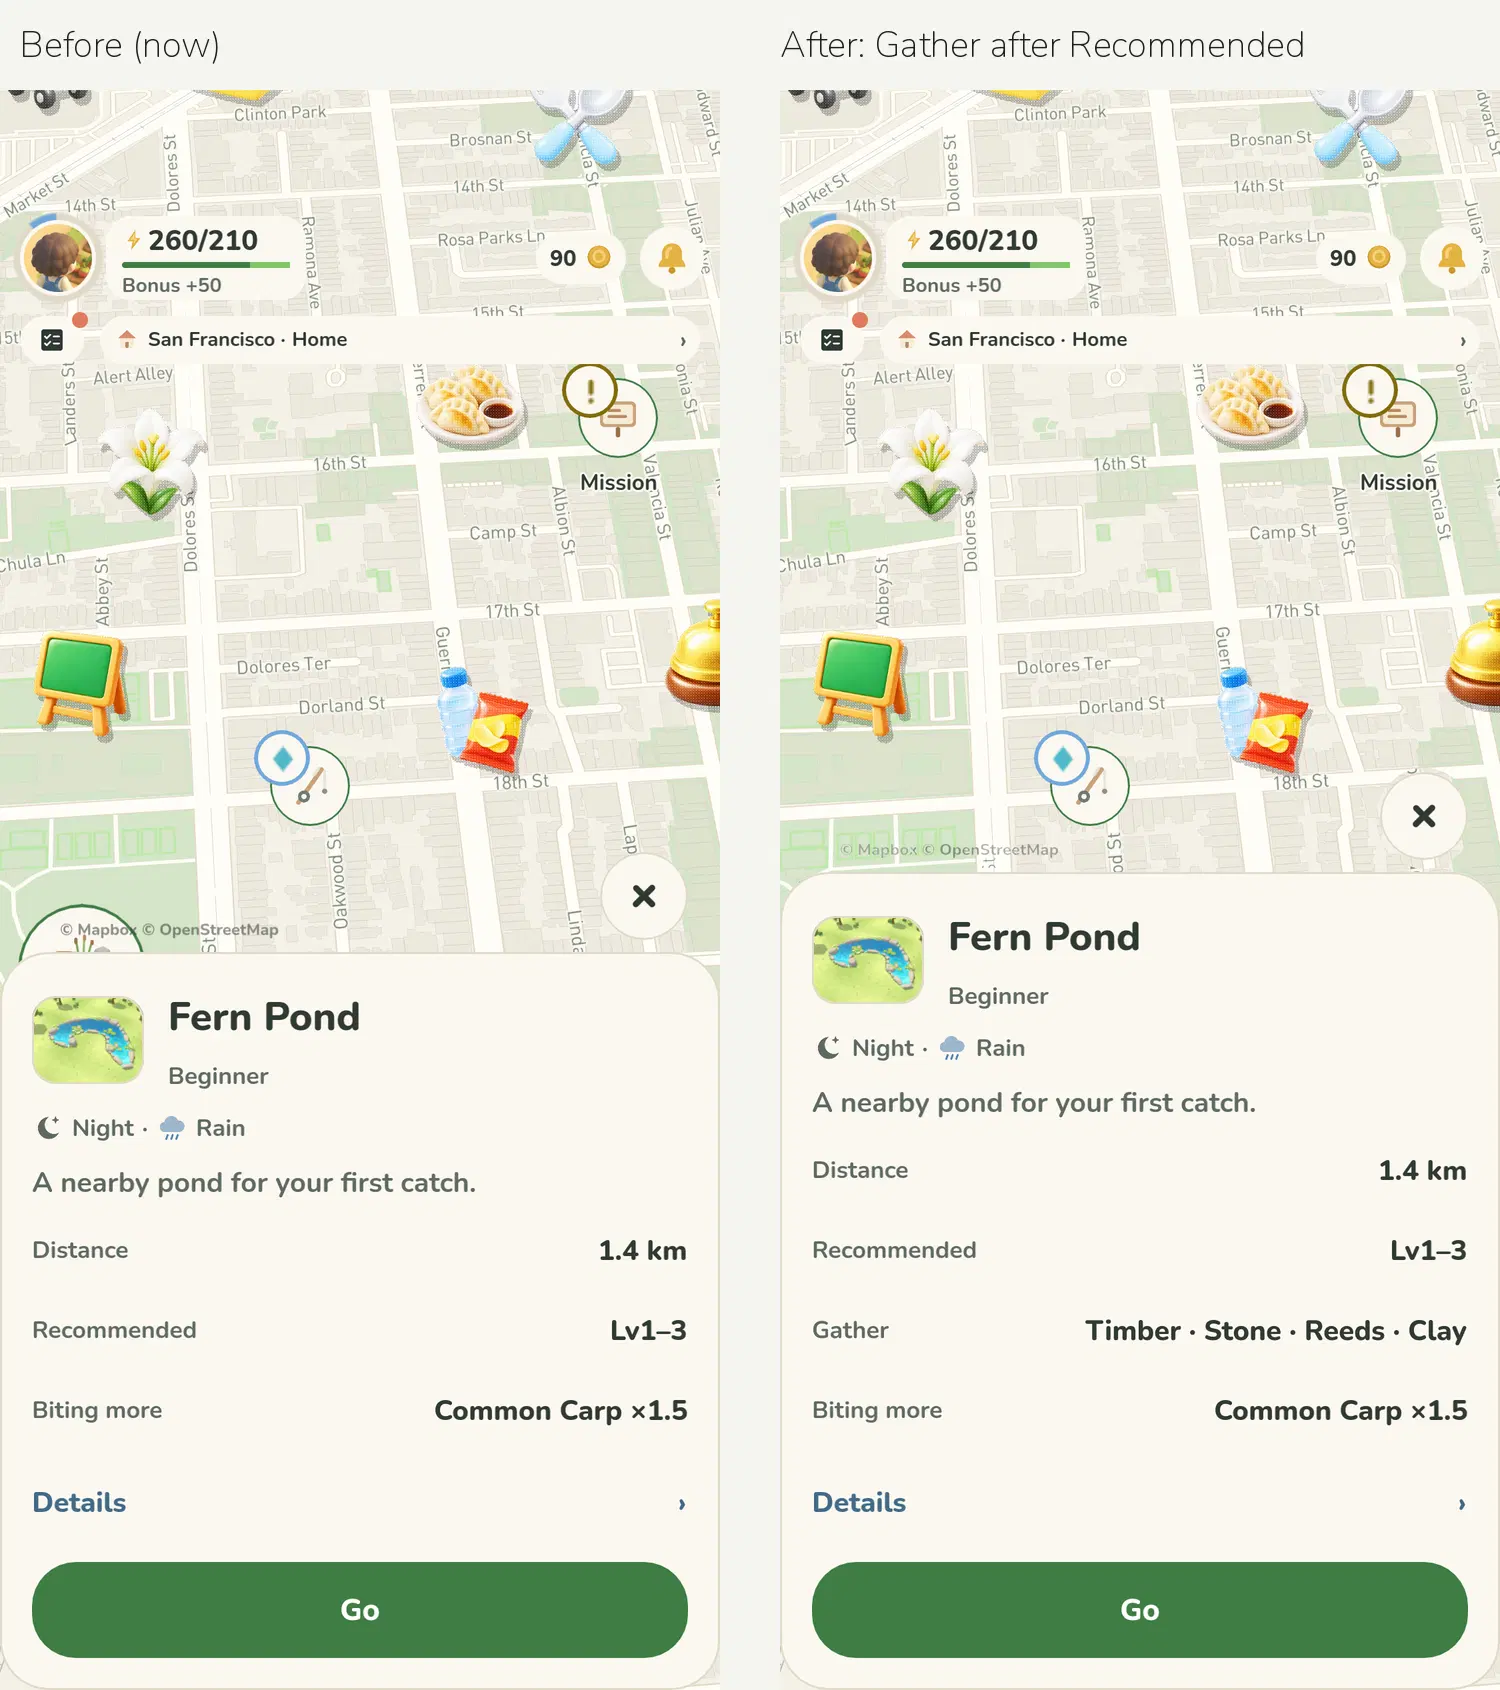 Before (now)
After: Gather after Recommended
Clinton Park
Brosnan St
Market St
14th St
Dolores St
14th St
260/210
Bonus +50
Ramona Ave
Rosa Parks Ln
90
15th St
San Francisco · Home ›
Landers St
Alert Alley
!
16th St
Mission
Valencia St
Albion St
Camp St
Chula Ln
Dolores St
Abbey St
17th St
Dolores Ter
Dorland St
18th St
Oakwood St
© Mapbox © OpenStreetMap
Fern Pond
Beginner
Night · Rain
A nearby pond for your first catch.
Distance 1.4 km
Recommended Lv1–3
Biting more Common Carp ×1.5
Details ›
Go
Clinton Park
Brosnan St
Market St
14th St
Dolores St
14th St
260/210
Bonus +50
Ramona Ave
Rosa Parks Ln
90
15th St
San Francisco · Home ›
Landers St
Alert Alley
!
16th St
Mission
Valencia St
Albion St
Camp St
Chula Ln
Dolores St
Abbey St
17th St
Dolores Ter
Dorland St
18th St
© Mapbox © OpenStreetMap
Fern Pond
Beginner
Night · Rain
A nearby pond for your first catch.
Distance 1.4 km
Recommended Lv1–3
Gather Timber · Stone · Reeds · Clay
Biting more Common Carp ×1.5
Details ›
Go